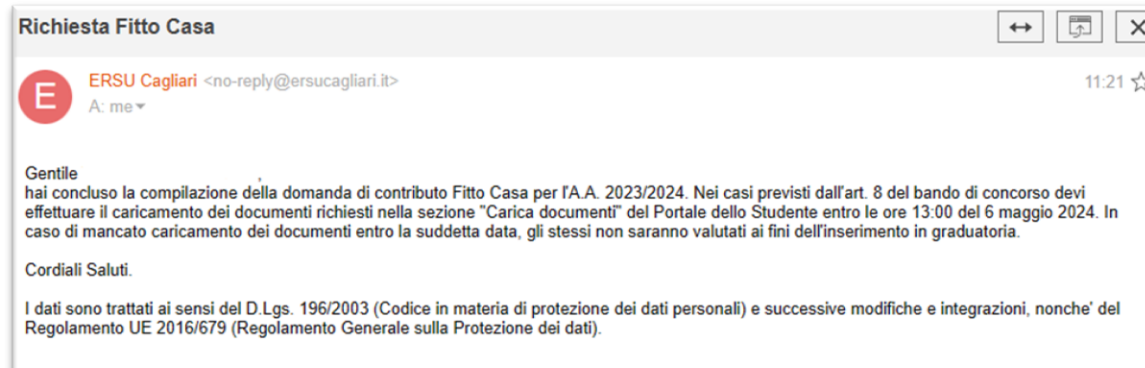 Richiesta Fitto Casa
E
ERSU Cagliari <no-reply@ersucagliari.it>
11:21
A: me
Gentile
,
hai concluso la compilazione della domanda di contributo Fitto Casa per l'A.A. 2023/2024. Nei casi previsti dall'art. 8 del bando di concorso devi
effettuare il caricamento dei documenti richiesti nella sezione "Carica documenti" del Portale dello Studente entro le ore 13:00 del 6 maggio 2024. In
caso di mancato caricamento dei documenti entro la suddetta data, gli stessi non saranno valutati ai fini dell'inserimento in graduatoria.
Cordiali Saluti.
I dati sono trattati ai sensi del D.Lgs. 196/2003 (Codice in materia di protezione dei dati personali) e successive modifiche e integrazioni, nonche' del
Regolamento UE 2016/679 (Regolamento Generale sulla Protezione dei dati).